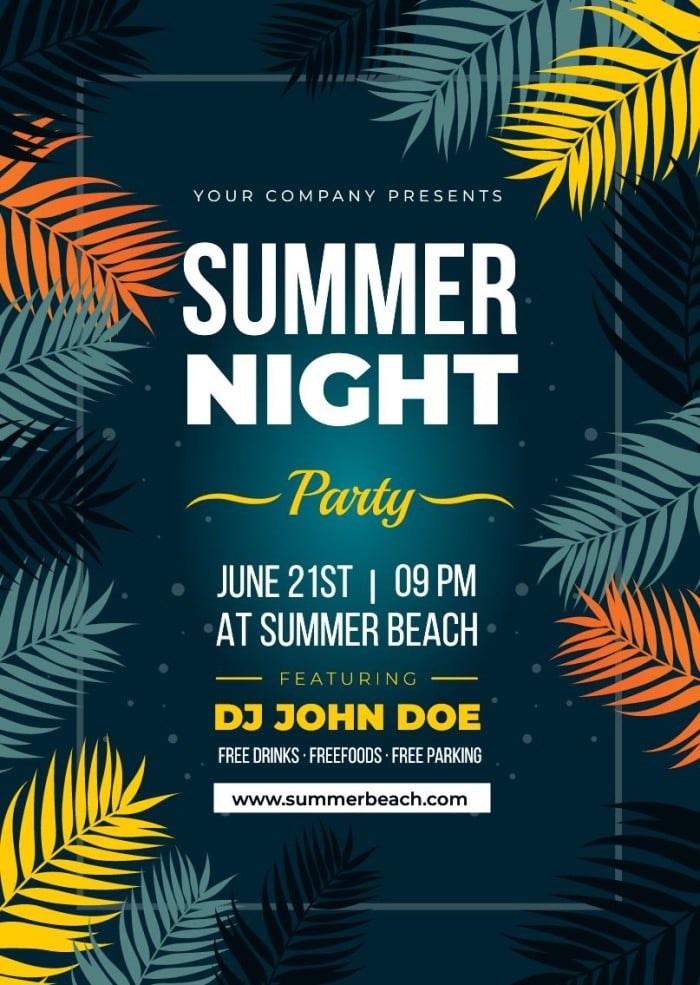 YOUR COMPANY PRESENTS
SUMMER
NIGHT
Party
JUNE 21ST | 09 PM
AT SUMMER BEACH
FEATURING
DJ JOHN DOE
FREE DRINKS · FREEFOODS · FREE PARKING
www.summerbeach.com